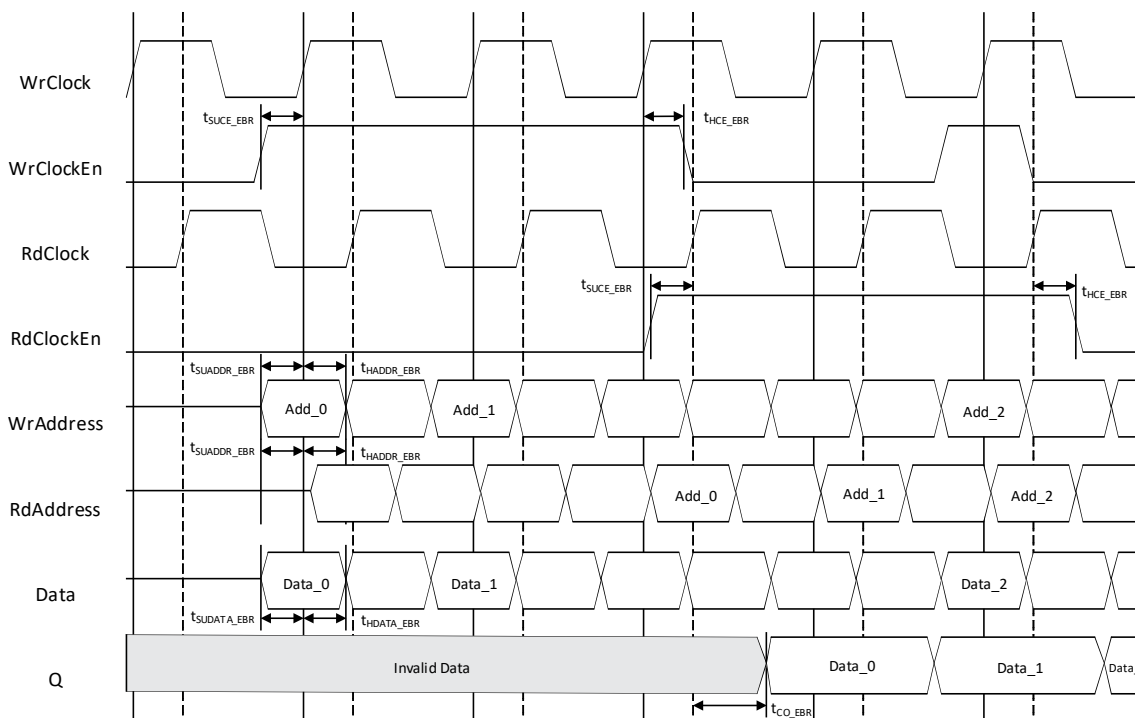 WrClock
tSUCE_EBR
tHCE_EBR
WrClockEn
RdClock
tSUCE_EBR
tHCE_EBR
RdClockEn
tSUADDR_EBR
tHADDR_EBR
Add_0
Add_1
Add_2
WrAddress
tSUADDR_EBR
tHADDR_EBR
Add_0
Add_1
Add_2
RdAddress
Data_0
Data_1
Data_2
Data
tSUDATA_EBR
tHDATA_EBR
Invalid Data
Data_0
Data_1
Data_
Q
tCO_EBR